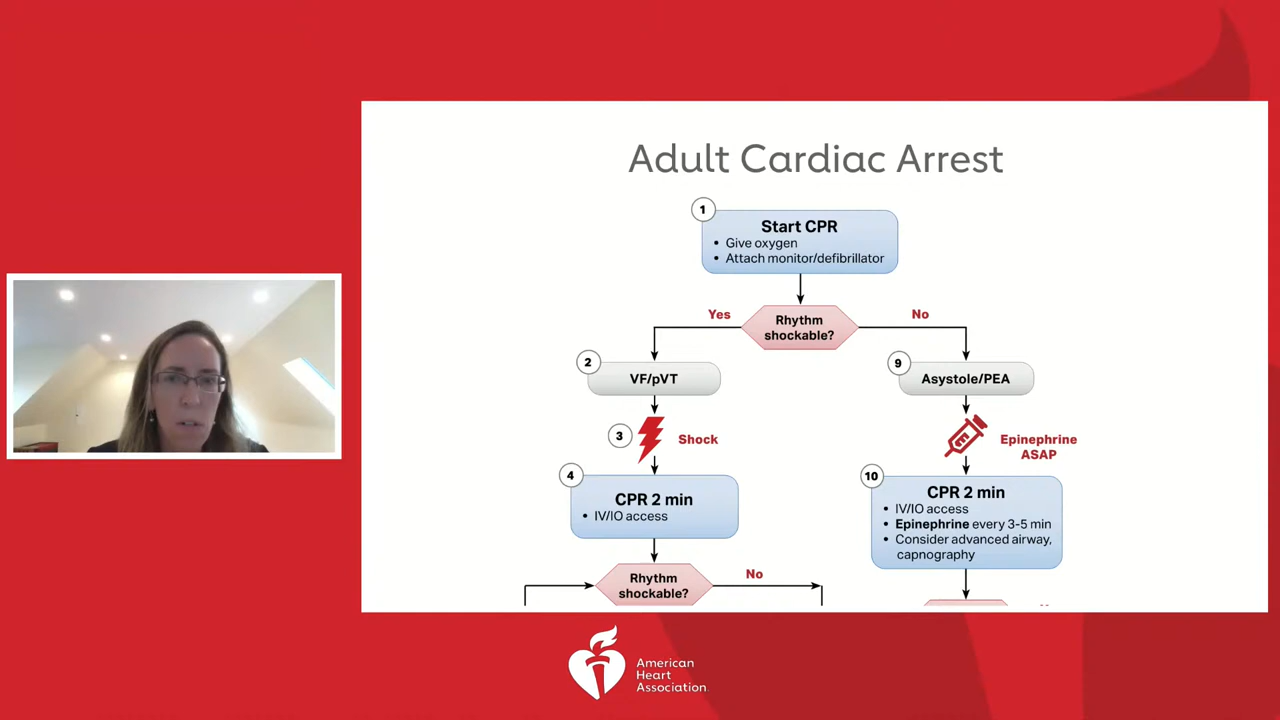 Adult Cardiac Arrest
1
Start CPR
• Give oxygen
• Attach monitor/defibrillator
Yes
Rhythm
shockable?
No
2
VF/pVT
3
Shock
4
CPR 2 min
• IV/IO access
Rhythm
shockable?
No
9
Asystole/PEA
Epinephrine
ASAP
10
CPR 2 min
• IV/IO access
• Epinephrine every 3-5 min
• Consider advanced airway,
capnography
American
Heart
Association.